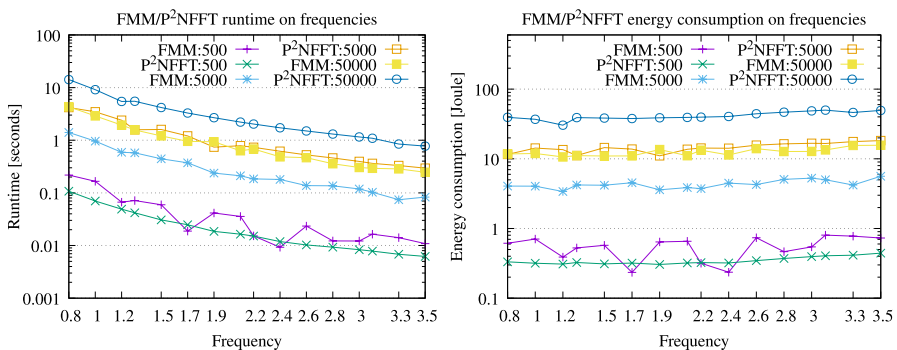 FMM/P²NFFT runtime on frequencies
100
10
1
0.1
0.01
0.001
Runtime [seconds]
FMM:500
P²NFFT:500
FMM:5000
P²NFFT:5000
FMM:50000
P²NFFT:50000
0.8 1 1.2 1.5 1.7 1.9 2.2 2.4 2.6 2.8 3 3.3 3.5
Frequency
FMM/P²NFFT energy consumption on frequencies
100
10
1
0.1
Energy consumption [Joule]
FMM:500
P²NFFT:500
FMM:5000
P²NFFT:5000
FMM:50000
P²NFFT:50000
0.8 1 1.2 1.5 1.7 1.9 2.2 2.4 2.6 2.8 3 3.3 3.5
Frequency